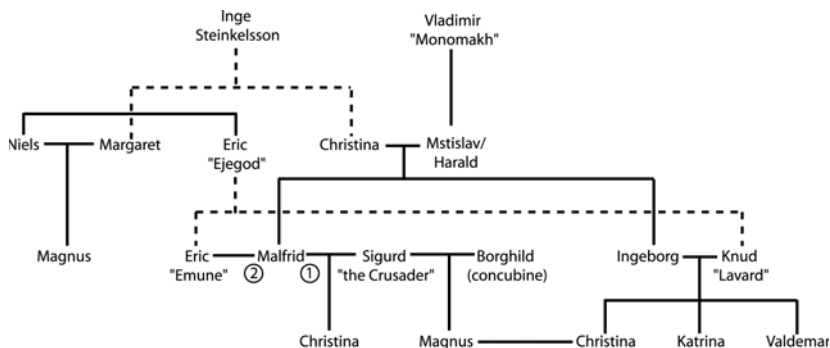 Inge
Steinkelsson
Vladimir
"Monomakh"
Niels
Margaret
Eric
"Ejegod"
Christina
Mstislav/
Harald
Magnus
Eric
"Emune"
②
Malfrid
①
Sigurd
"the Crusader"
Borghild
(concubine)
Ingeborg
Knud
"Lavard"
Christina
Magnus
Christina
Katrina
Valdemar